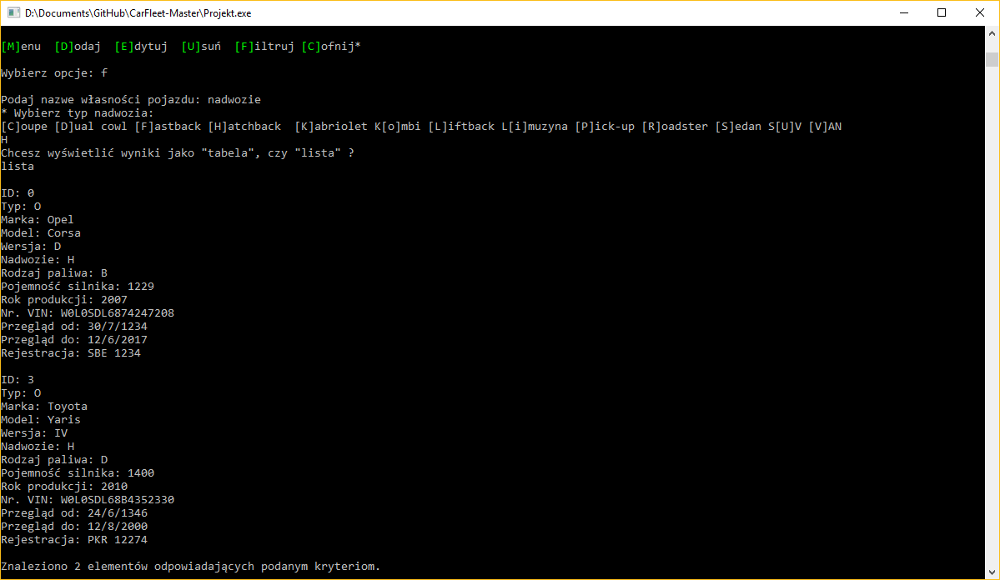 D:\Documents\GitHub\CarFleet-Master\Projekt.exe
[M]enu  [D]odaj  [E]dytuj  [U]suń  [F]iltruj [C]ofnij*
Wybierz opcje: f
Podaj nazwe własności pojazdu: nadwozie
* Wybierz typ nadwozia:
[C]oupe [D]ual cowl [F]astback [H]atchback  [K]abriolet K[o]mbi [L]iftback L[i]muzyna [P]ick-up [R]oadster [S]edan S[U]V [V]AN
H
Chcesz wyświetlić wyniki jako "tabela", czy "lista" ?
lista
ID: 0
Typ: O
Marka: Opel
Model: Corsa
Wersja: D
Nadwozie: H
Rodzaj paliwa: B
Pojemność silnika: 1229
Rok produkcji: 2007
Nr. VIN: W0L0SDL6874247208
Przegląd od: 30/7/1234
Przegląd do: 12/6/2017
Rejestracja: SBE 1234
ID: 3
Typ: O
Marka: Toyota
Model: Yaris
Wersja: IV
Nadwozie: H
Rodzaj paliwa: D
Pojemność silnika: 1400
Rok produkcji: 2010
Nr. VIN: W0L0SDL68B4352330
Przegląd od: 24/6/1346
Przegląd do: 12/8/2000
Rejestracja: PKR 12274
Znaleziono 2 elementów odpowiadających podanym kryteriom.